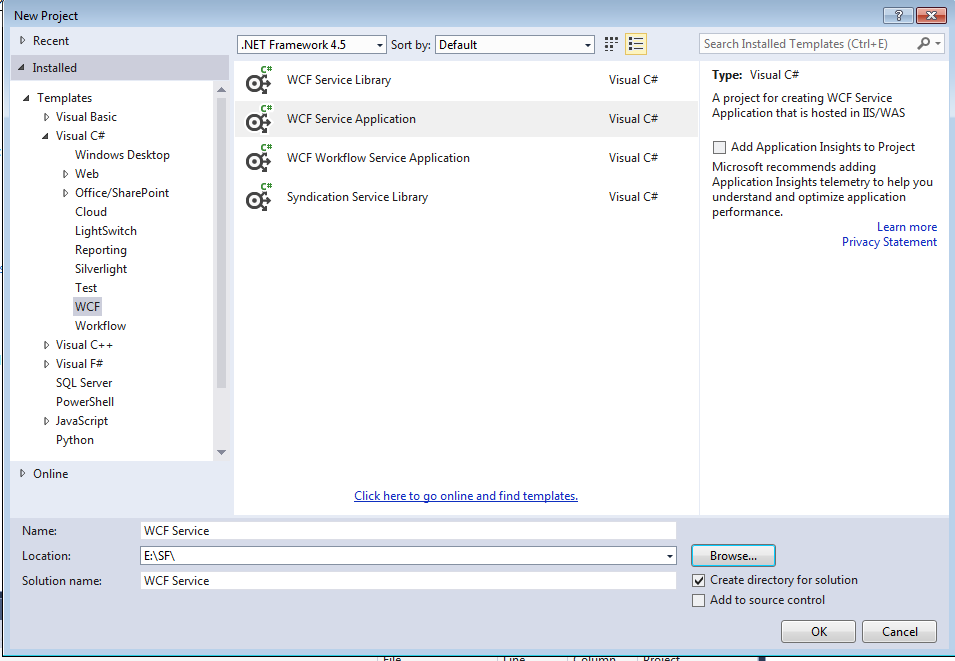 New Project
?
Recent
.NET Framework 4.5
Sort by:
Default
Search Installed Templates (Ctrl+E)
Installed
Templates
Visual Basic
Visual C#
Windows Desktop
Web
Office/SharePoint
Cloud
LightSwitch
Reporting
Silverlight
Test
WCF
Workflow
Visual C++
Visual F#
SQL Server
PowerShell
JavaScript
Python
Online
C#
WCF Service Library
Visual C#
C#
WCF Service Application
Visual C#
C#
WCF Workflow Service Application
Visual C#
C#
Syndication Service Library
Visual C#
Click here to go online and find templates.
Type: Visual C#
A project for creating WCF Service
Application that is hosted in IIS/WAS
Add Application Insights to Project
Microsoft recommends adding
Application Insights telemetry to help you
understand and optimize application
performance.
Learn more
Privacy Statement
Name:
WCF Service
Location:
E:\SF\
Browse...
Solution name:
WCF Service
Create directory for solution
Add to source control
OK
Cancel
File
Line
Column
Project